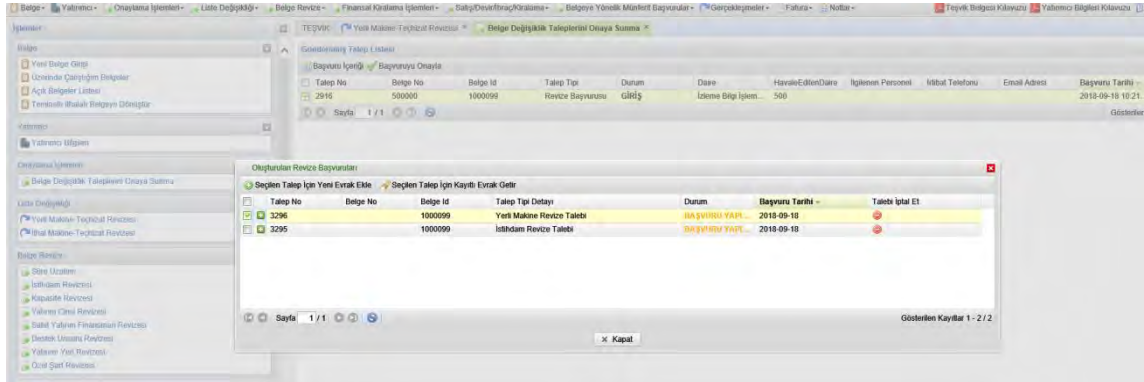 Belge Yatırımcı Onaylama İşlemleri Liste Değişikliği Belge Revize Finansal Kiralama İşlemleri Satış/Devir/İhraç/Kiralama Belgeye Yönelik Münferit Başvurular Gerçekleşmeler Fatura Notlar Teşvik Belgesi Kılavuzu Yatırımcı Bilgileri Kılavuzu
İşlemler
TEŞVİK Yerli Makine-Teçhizat Revizesi Belge Değişiklik Taleplerini Onaya Sunma
Belge
Yeni Belge Girişi
Üzerinde Çalıştığım Belgeler
Açık Belgeler Listesi
Teminatlı İthalatı Belgeye Dönüştür
Gönderilmiş Talep Listesi
Başvuru İçeriği Başvuruyu Onayla
Talep No Belge No Belge Id Talep Tipi Durum Daire HavaleEdilenDaire İlgilenen Personel İrtibat Telefonu Email Adresi Başvuru Tarihi
2916 500000 1000099 Revize Başvurusu GİRİŞ İzleme Bilgi İşlem... 500 2018-09-18 10:21
Sayfa 1 / 1 Gösterilen
Yatırımcı
Yatırımcı Bilgileri
Onaylama İşlemleri
Belge Değişiklik Taleplerini Onaya Sunma
Liste Değişikliği
Yerli Makine-Teçhizat Revizesi
İthal Makine-Teçhizat Revizesi
Belge Revize
Süre Uzatımı
İstihdam Revizesi
Kapasite Revizesi
Yatırım Cinsi Revizesi
Sabit Yatırım Finansman Revizesi
Destek Unsuru Revizesi
Yatırım Yeri Revizesi
Özel Şart Revizesi
Oluşturulan Revize Başvuruları
Seçilen Talep İçin Yeni Evrak Ekle Seçilen Talep İçin Kayıtlı Evrak Getir
Talep No Belge No Belge Id Talep Tipi Detayı Durum Başvuru Tarihi Talebi İptal Et
3296 1000099 Yerli Makine Revize Talebi BAŞVURU YAPI... 2018-09-18
3295 1000099 İstihdam Revize Talebi BAŞVURU YAPI... 2018-09-18
Sayfa 1 / 1 Gösterilen Kayıtlar 1 - 2 / 2
Kapat